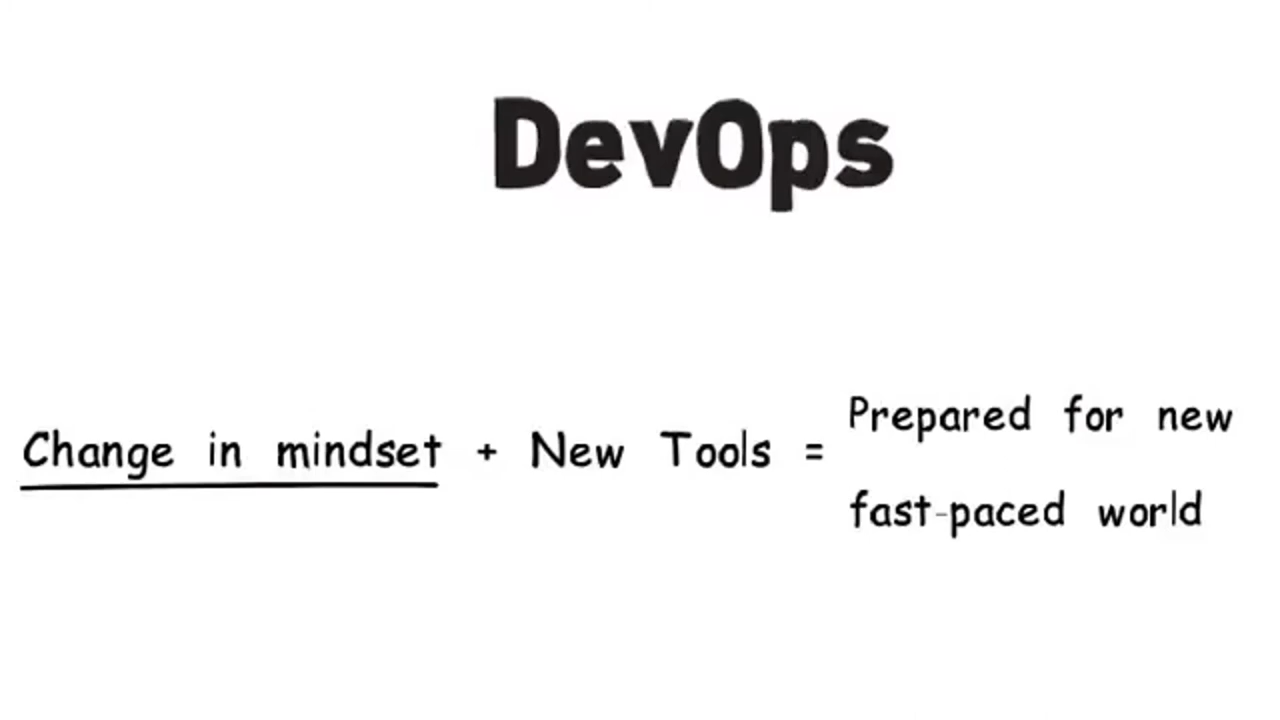 DevOps
Change in mindset + New Tools = Prepared for new
fast-paced world